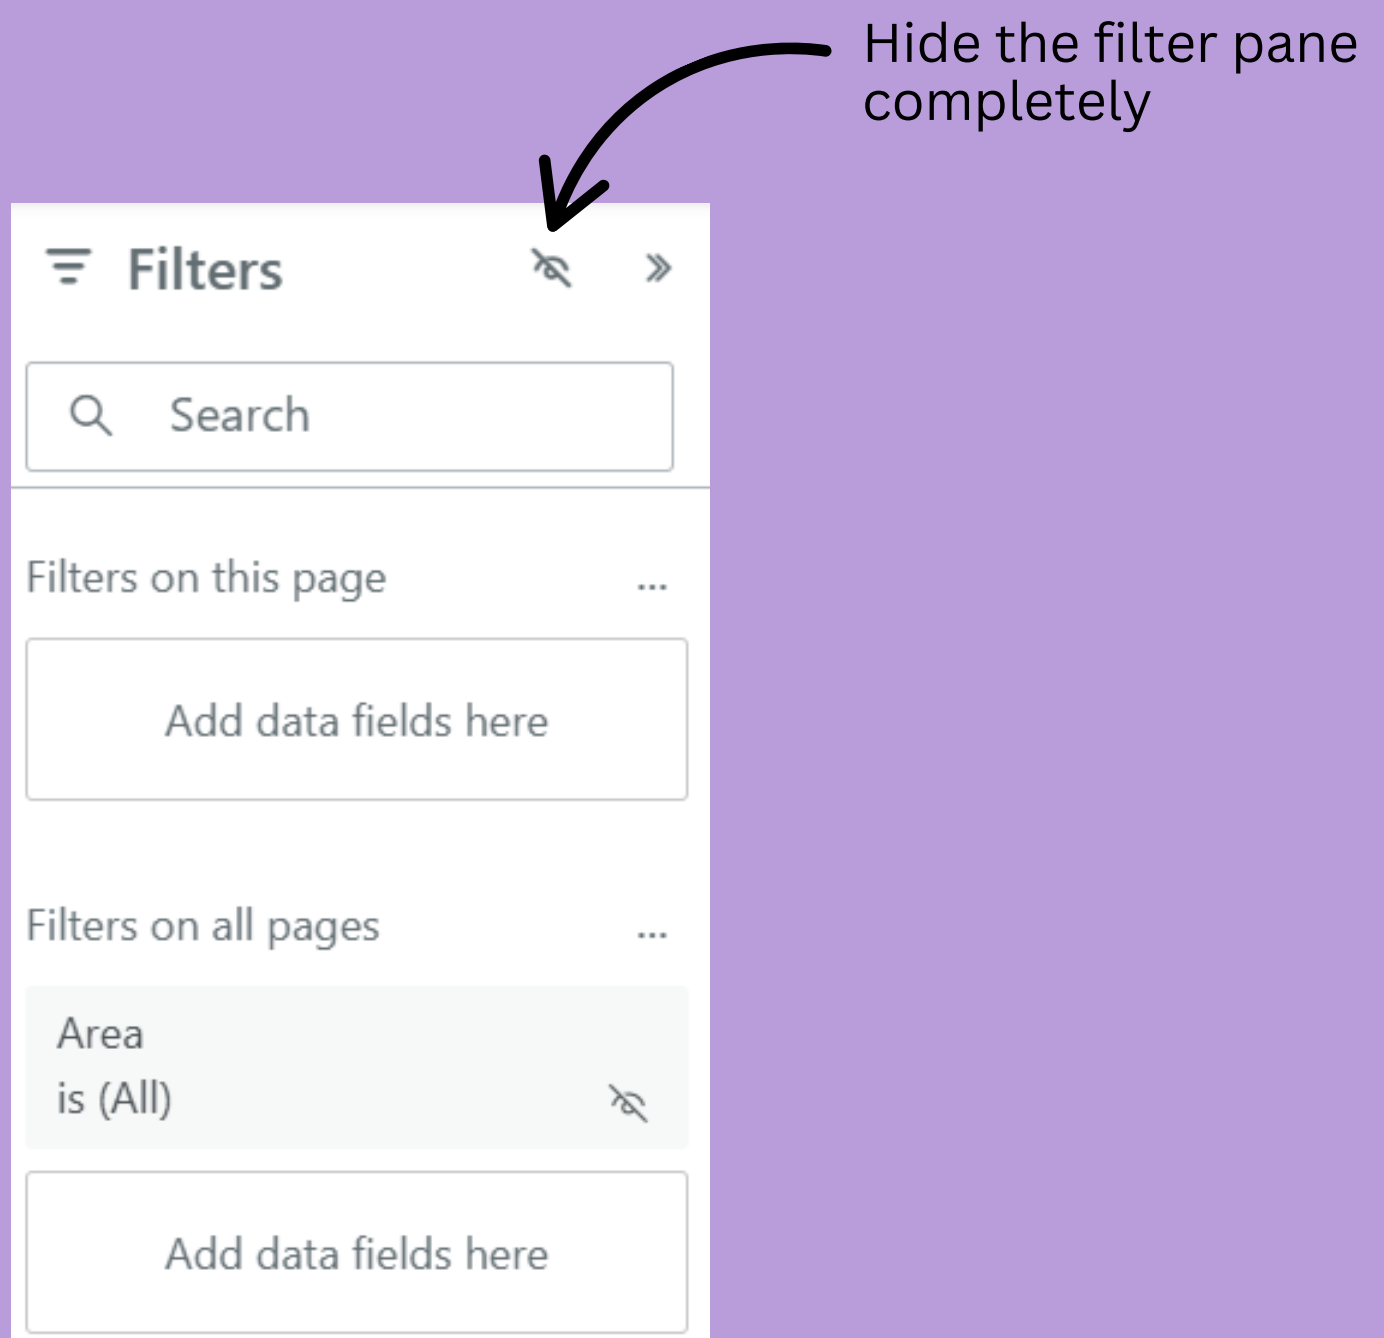 Hide the filter pane
completely
Filters
Search
Filters on this page
...
Add data fields here
Filters on all pages
...
Area
is (All)
Add data fields here